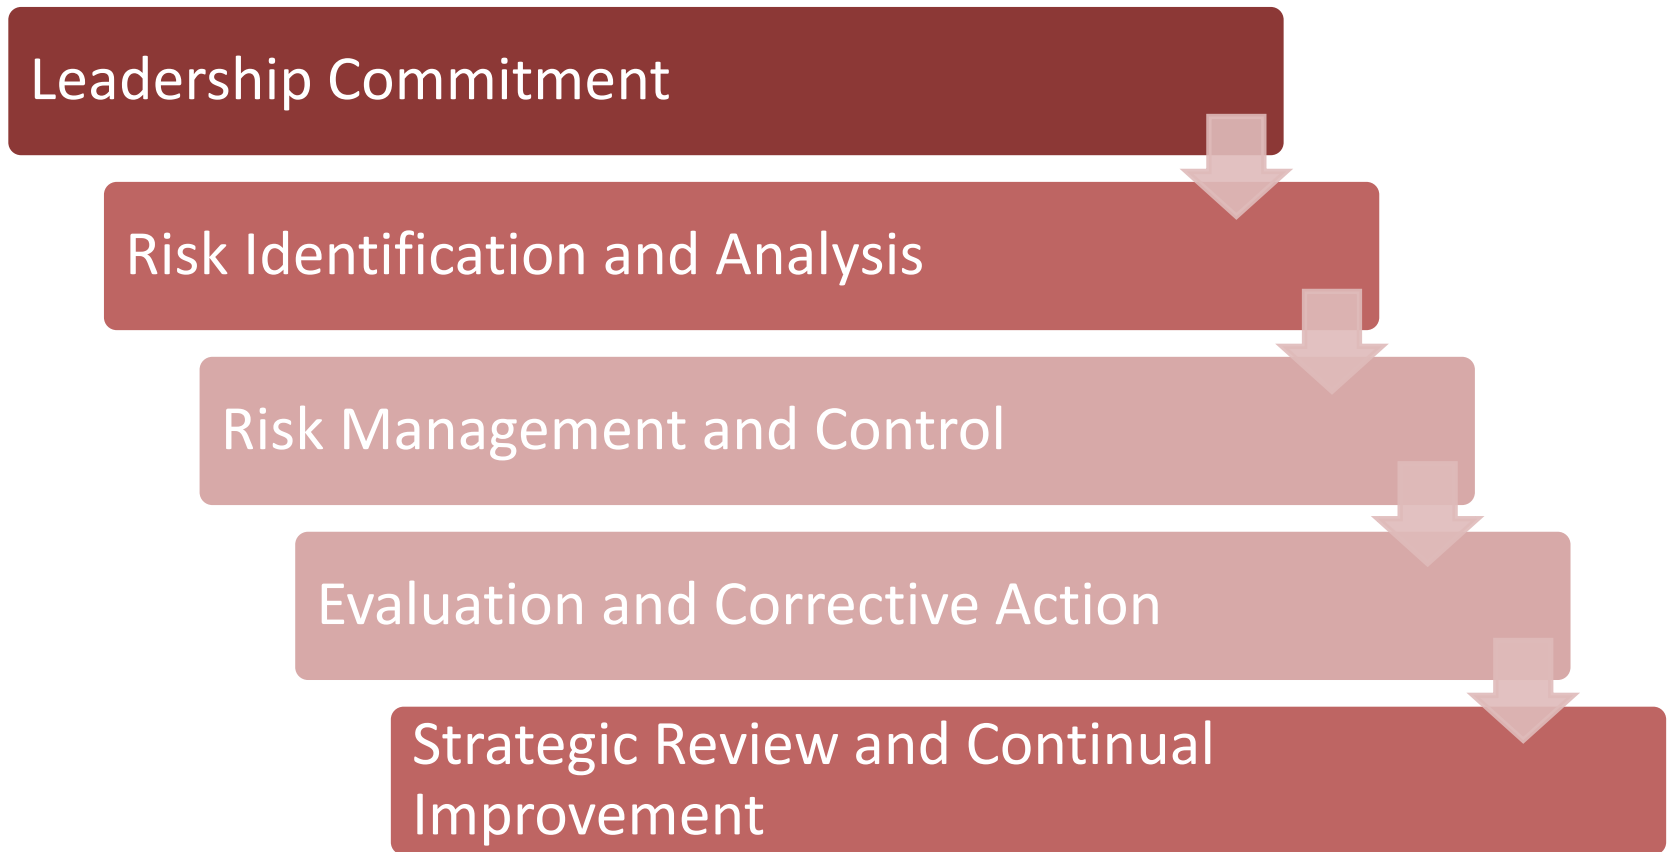 Leadership Commitment
Risk Identification and Analysis
Risk Management and Control
Evaluation and Corrective Action
Strategic Review and Continual
Improvement